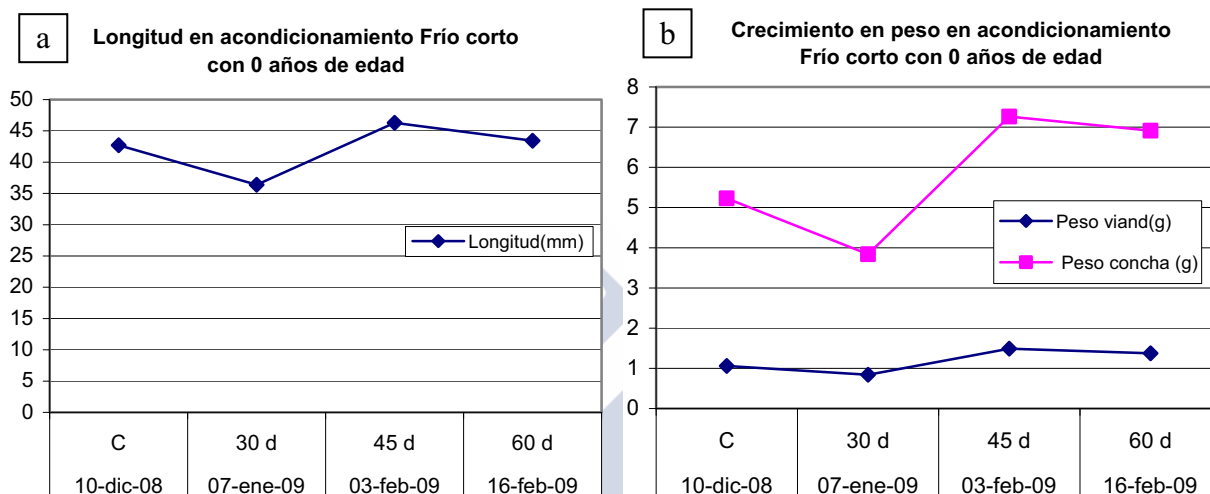 a
Longitud en acondicionamiento Frío corto
con 0 años de edad
50
45
40
35
30
25
20
15
10
5
0
Longitud(mm)
C 30 d 45 d 60 d
10-dic-08 07-ene-09 03-feb-09 16-feb-09
b
Crecimiento en peso en acondicionamiento
Frío corto con 0 años de edad
8
7
6
5
4
3
2
1
0
Peso viand(g)
Peso concha (g)
C 30 d 45 d 60 d
10-dic-08 07-ene-09 03-feb-09 16-feb-09